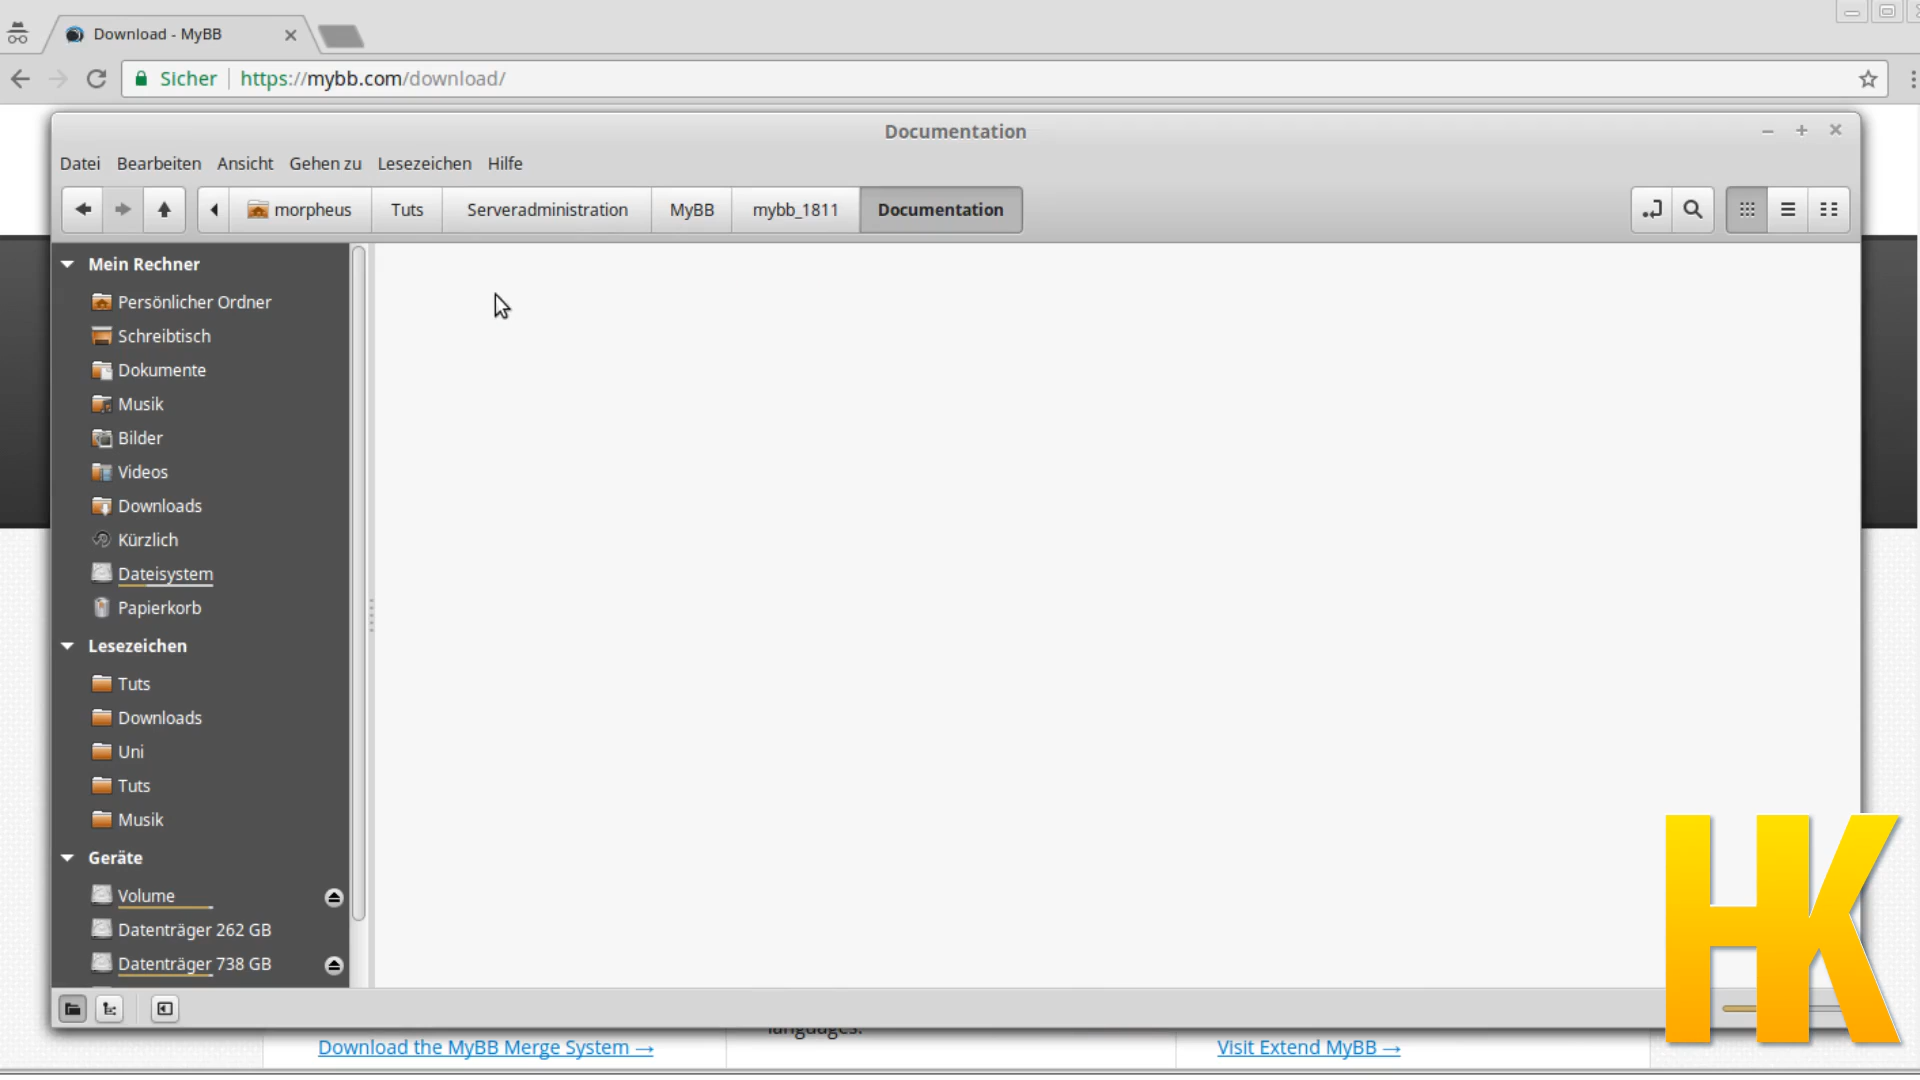 Download - MyBB
Sicher https://mybb.com/download/
Documentation
Datei Bearbeiten Ansicht Gehen zu Lesezeichen Hilfe
morpheus Tuts Serveradministration MyBB mybb_1811 Documentation
Mein Rechner
Persönlicher Ordner
Schreibtisch
Dokumente
Musik
Bilder
Videos
Downloads
Kürzlich
Dateisystem
Papierkorb
Lesezeichen
Tuts
Downloads
Uni
Tuts
Musik
Geräte
Volume
Datenträger 262 GB
Datenträger 738 GB
HK
languages.
Download the MyBB Merge System →
Visit Extend MyBB →